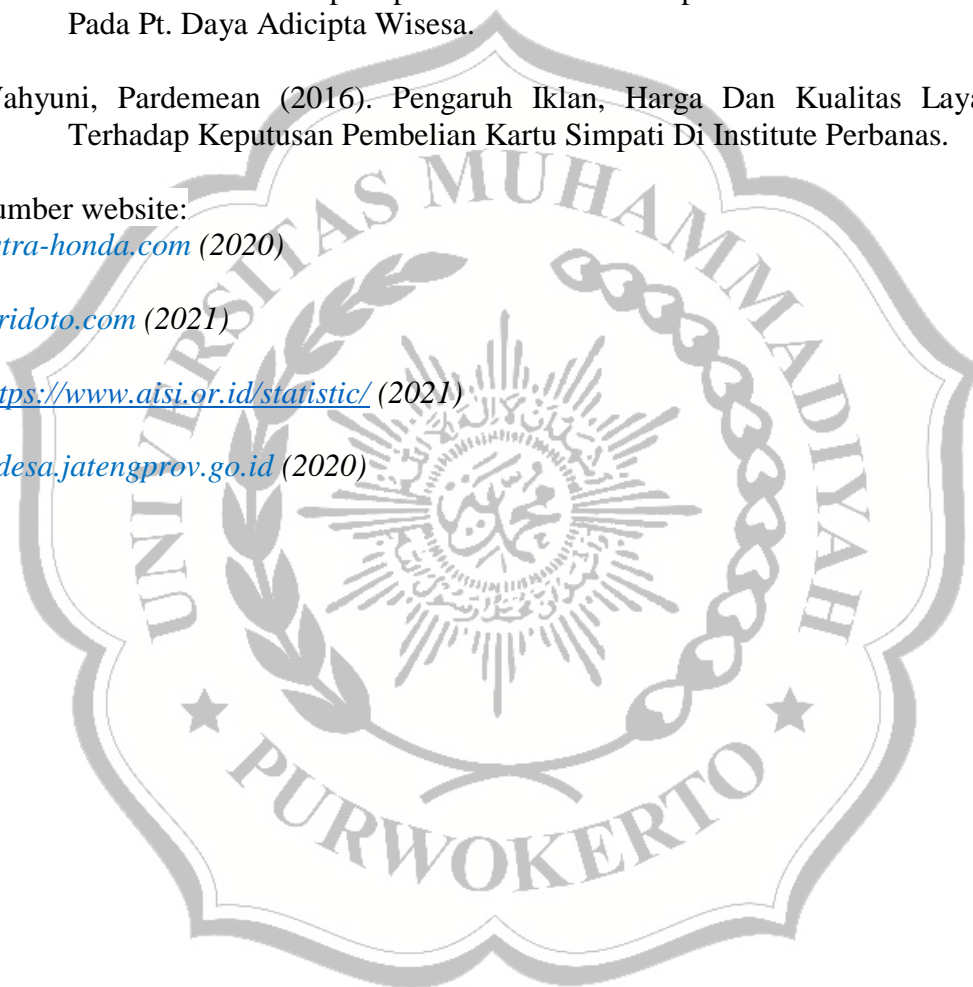 Pada Pt. Daya Adicipta Wisesa.
ahyuni, Pardemean (2016). Pengaruh Iklan, Harga Dan Kualitas Laya
Terhadap Keputusan Pembelian Kartu Simpati Di Institute Perbanas.
umber website:
tra-honda.com (2020)
ridoto.com (2021)
tps://www.aisi.or.id/statistic/ (2021)
desa.jatengprov.go.id (2020)
UNIVERSITAS MUHAMMADIYAH
PURWOKERTO